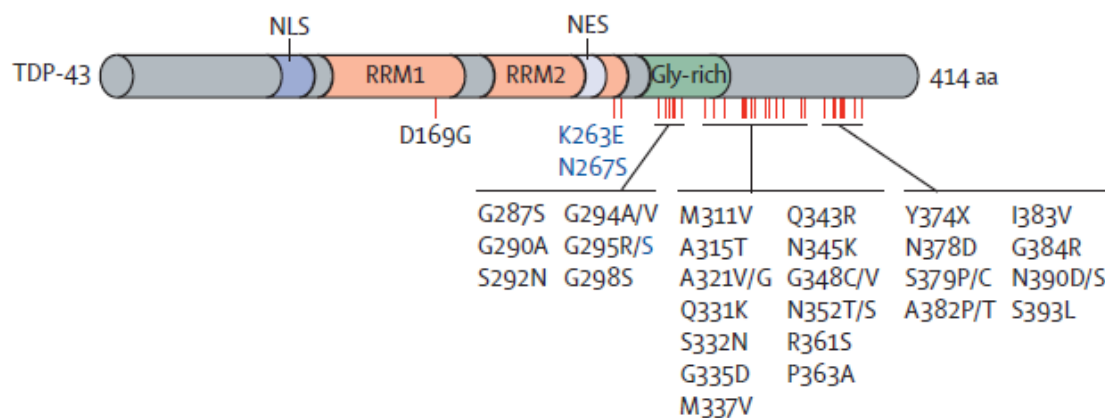 NLS NES
TDP-43 RRM1 RRM2 Gly-rich 414 aa
D169G K263E
N267S
G287S G294A/V M311V Q343R Y374X I383V
G290A G295R/S A315T N345K N378D G384R
S292N G298S A321V/G G348C/V S379P/C N390D/S
Q331K N352T/S A382P/T S393L
S332N R361S
G335D P363A
M337V